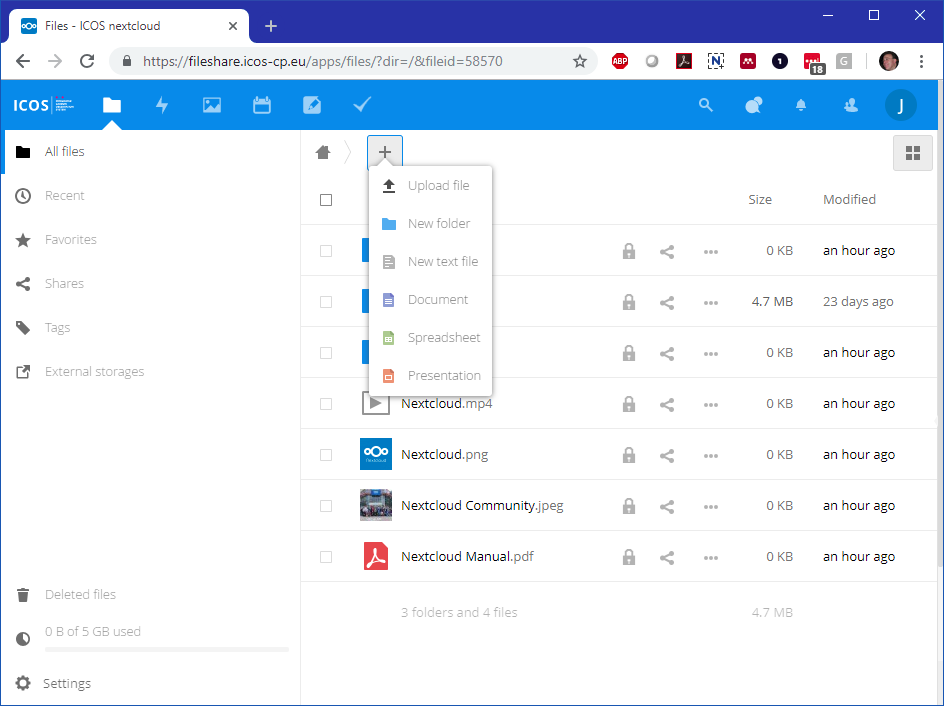 Files - ICOS nextcloud
https://fileshare.icos-cp.eu/apps/files/?dir=/&fileid=58570
ABP
N
1
18
G
ICOS
J
All files
Recent
Favorites
Shares
Tags
External storages
Deleted files
0 B of 5 GB used
Settings
Upload file
New folder
New text file
Document
Spreadsheet
Presentation
Size Modified
0 KB an hour ago
4.7 MB 23 days ago
0 KB an hour ago
Nextcloud.mp4 0 KB an hour ago
Nextcloud.png 0 KB an hour ago
Nextcloud Community.jpeg 0 KB an hour ago
Nextcloud Manual.pdf 0 KB an hour ago
3 folders and 4 files 4.7 MB